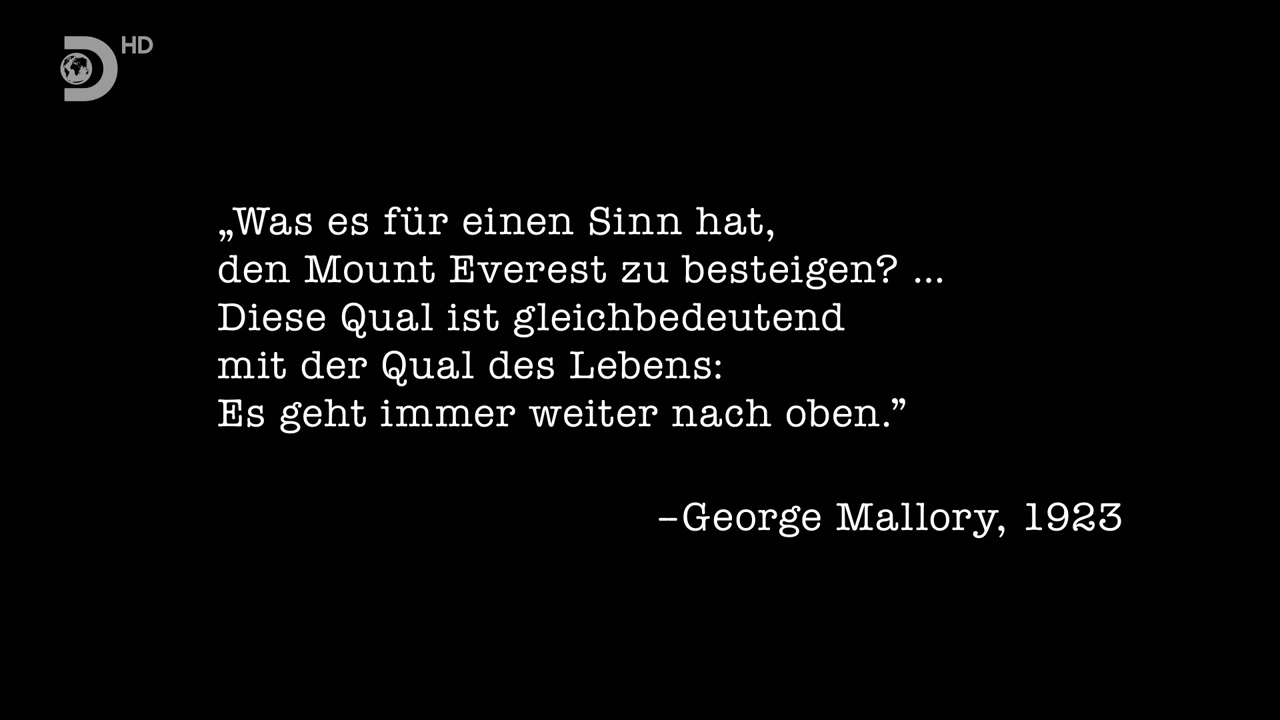 HD
„Was es für einen Sinn hat,
den Mount Everest zu besteigen? ...
Diese Qual ist gleichbedeutend
mit der Qual des Lebens:
Es geht immer weiter nach oben.”
–George Mallory, 1923